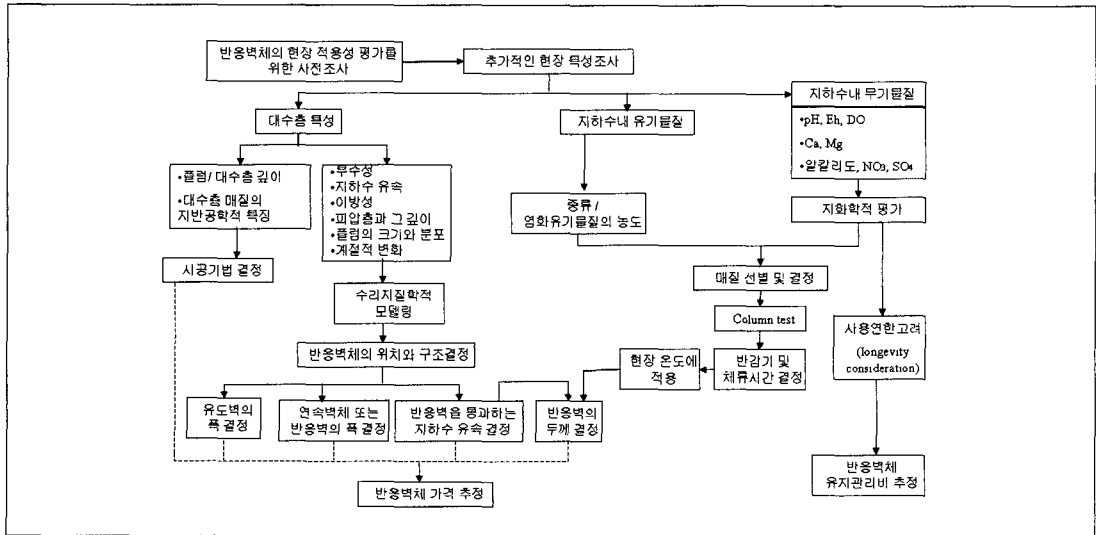 반응벽체의 현장 적용성 평가를
위한 사전조사
추가적인 현장 특성조사
대수층 특성
지하수내 유기물질
지하수내 무기물질
•pH, Eh, DO
•Ca, Mg
•알칼리도, NO3, SO4
•플럼/ 대수층 깊이
•대수층 매질의
지반공학적 특징
•투수성
•지하수 유속
•이방성
•피압층과 그 깊이
•플럼의 크기와 분포
•계절적 변화
종류 /
염화유기물질의 농도
지화학적 평가
시공기법 결정
매질 선별 및 결정
수리지질학적
모델링
Column test
사용연한고려
(longevity
consideration)
반응벽체의 위치와 구조결정
현장 온도에
적용
반감기 및
체류시간 결정
유도벽의
폭 결정
연속벽체 또는
반응벽의 폭 결정
반응벽을 통과하는
지하수 유속 결정
반응벽의
두께 결정
반응벽체 가격 추정
반응벽체
유지관리비 추정